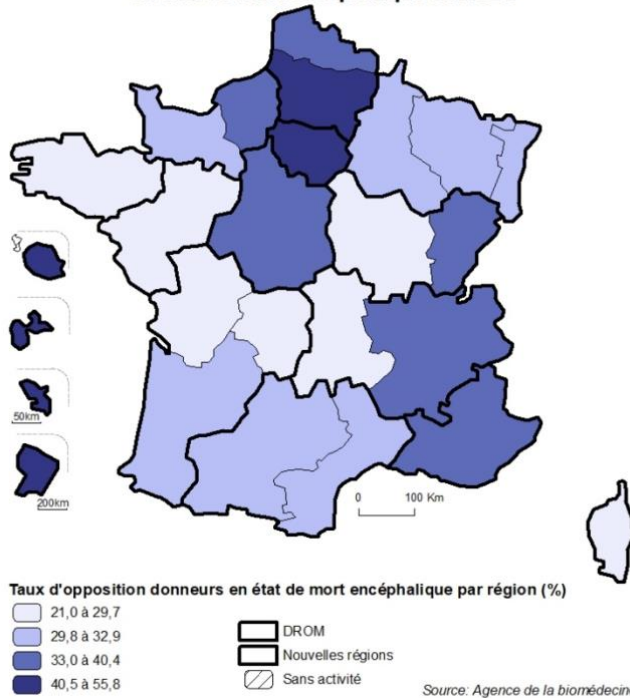 50km
200km
0 100 Km
Taux d'opposition donneurs en état de mort encéphalique par région (%)
21,0 à 29,7
29,8 à 32,9
33,0 à 40,4
40,5 à 55,8
DROM
Nouvelles régions
Sans activité
Source: Agence de la biomédecin